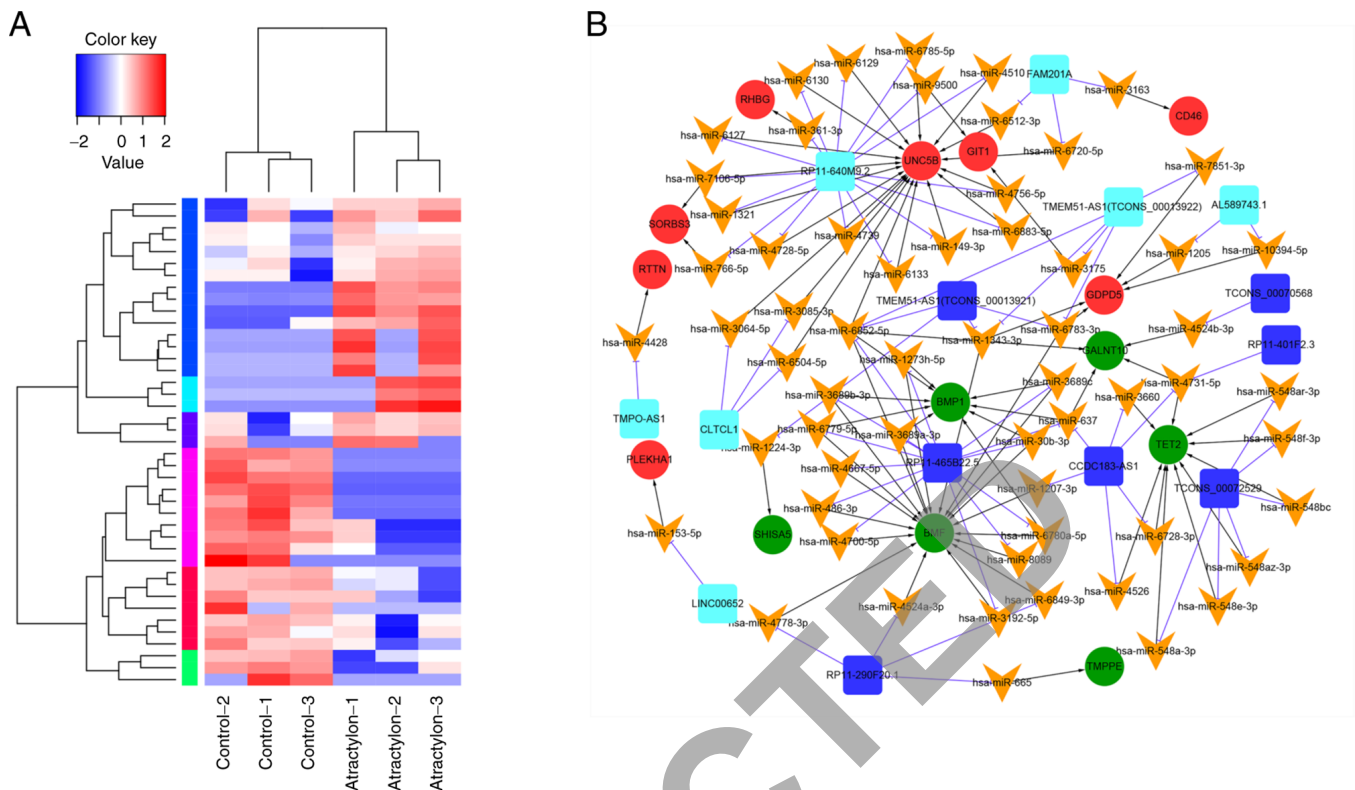 A
Color key
−2 0 1 2
Value
Control−2
Control−1
Control−3
Atractylon−1
Atractylon−2
Atractylon−3
B
hsa-miR-6785-5p
hsa-miR-6129
hsa-miR-4510
FAM201A
hsa-miR-6130
hsa-miR-9500
hsa-miR-3163
RHBG
CD46
hsa-miR-6512-3p
hsa-miR-361-3p
hsa-miR-6127
GIT1
hsa-miR-6720-5p
UNC5B
hsa-miR-7851-3p
RP11-640M9.2
hsa-miR-7106-5p
hsa-miR-4756-5p
TMEM51-AS1(TCONS_00013922)
AL589743.1
hsa-miR-1321
SORBS3
hsa-miR-6883-5p
hsa-miR-4739
hsa-miR-149-3p
hsa-miR-4728-5p
hsa-miR-1205
hsa-miR-10394-5p
RTTN
hsa-miR-766-5p
hsa-miR-6133
hsa-miR-3175
TMEM51-AS1(TCONS_00013921)
GDPD5
TCONS_00070568
hsa-miR-3085-3p
hsa-miR-3064-5p
hsa-miR-6852-5p
hsa-miR-6783-3p
hsa-miR-4524b-3p
hsa-miR-4428
hsa-miR-1343-3p
GALNT10
RP11-401F2.3
hsa-miR-6504-5p
hsa-miR-1273h-5p
hsa-miR-3689c
hsa-miR-4731-5p
hsa-miR-548ar-3p
hsa-miR-3689b-3p
hsa-miR-3660
BMP1
TMPO-AS1
CLTCL1
hsa-miR-637
hsa-miR-6779-5p
hsa-miR-3689a-3p
hsa-miR-30b-3p
hsa-miR-548f-3p
hsa-miR-1224-3p
TET2
PLEKHA1
RP11-465B22.5
CCDC183-AS1
hsa-miR-4667-5p
TCONS_00072529
hsa-miR-1207-3p
hsa-miR-486-3p
hsa-miR-548bc
hsa-miR-153-5p
SHISA5
BMF
hsa-miR-4700-5p
hsa-miR-6780a-5p
hsa-miR-6728-3p
hsa-miR-8089
hsa-miR-548az-3p
hsa-miR-4526
LINC00652
hsa-miR-4524a-3p
hsa-miR-6849-3p
hsa-miR-548e-3p
hsa-miR-4778-3p
hsa-miR-3192-5p
hsa-miR-548a-3p
RP11-290F20.1
hsa-miR-665
TMPPE